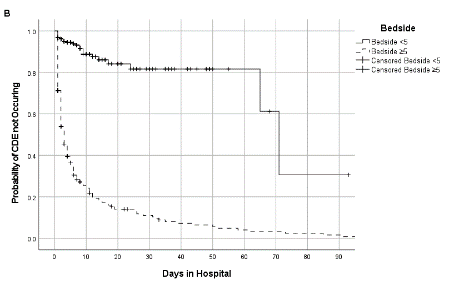 B
Bedside
Bedside <5
Bedside ≥5
Censored Bedside <5
Censored Bedside ≥5
Probability of CDE not Occuring
1.0
0.8
0.6
0.4
0.2
0.0
0 10 20 30 40 50 60 70 80 90
Days in Hospital